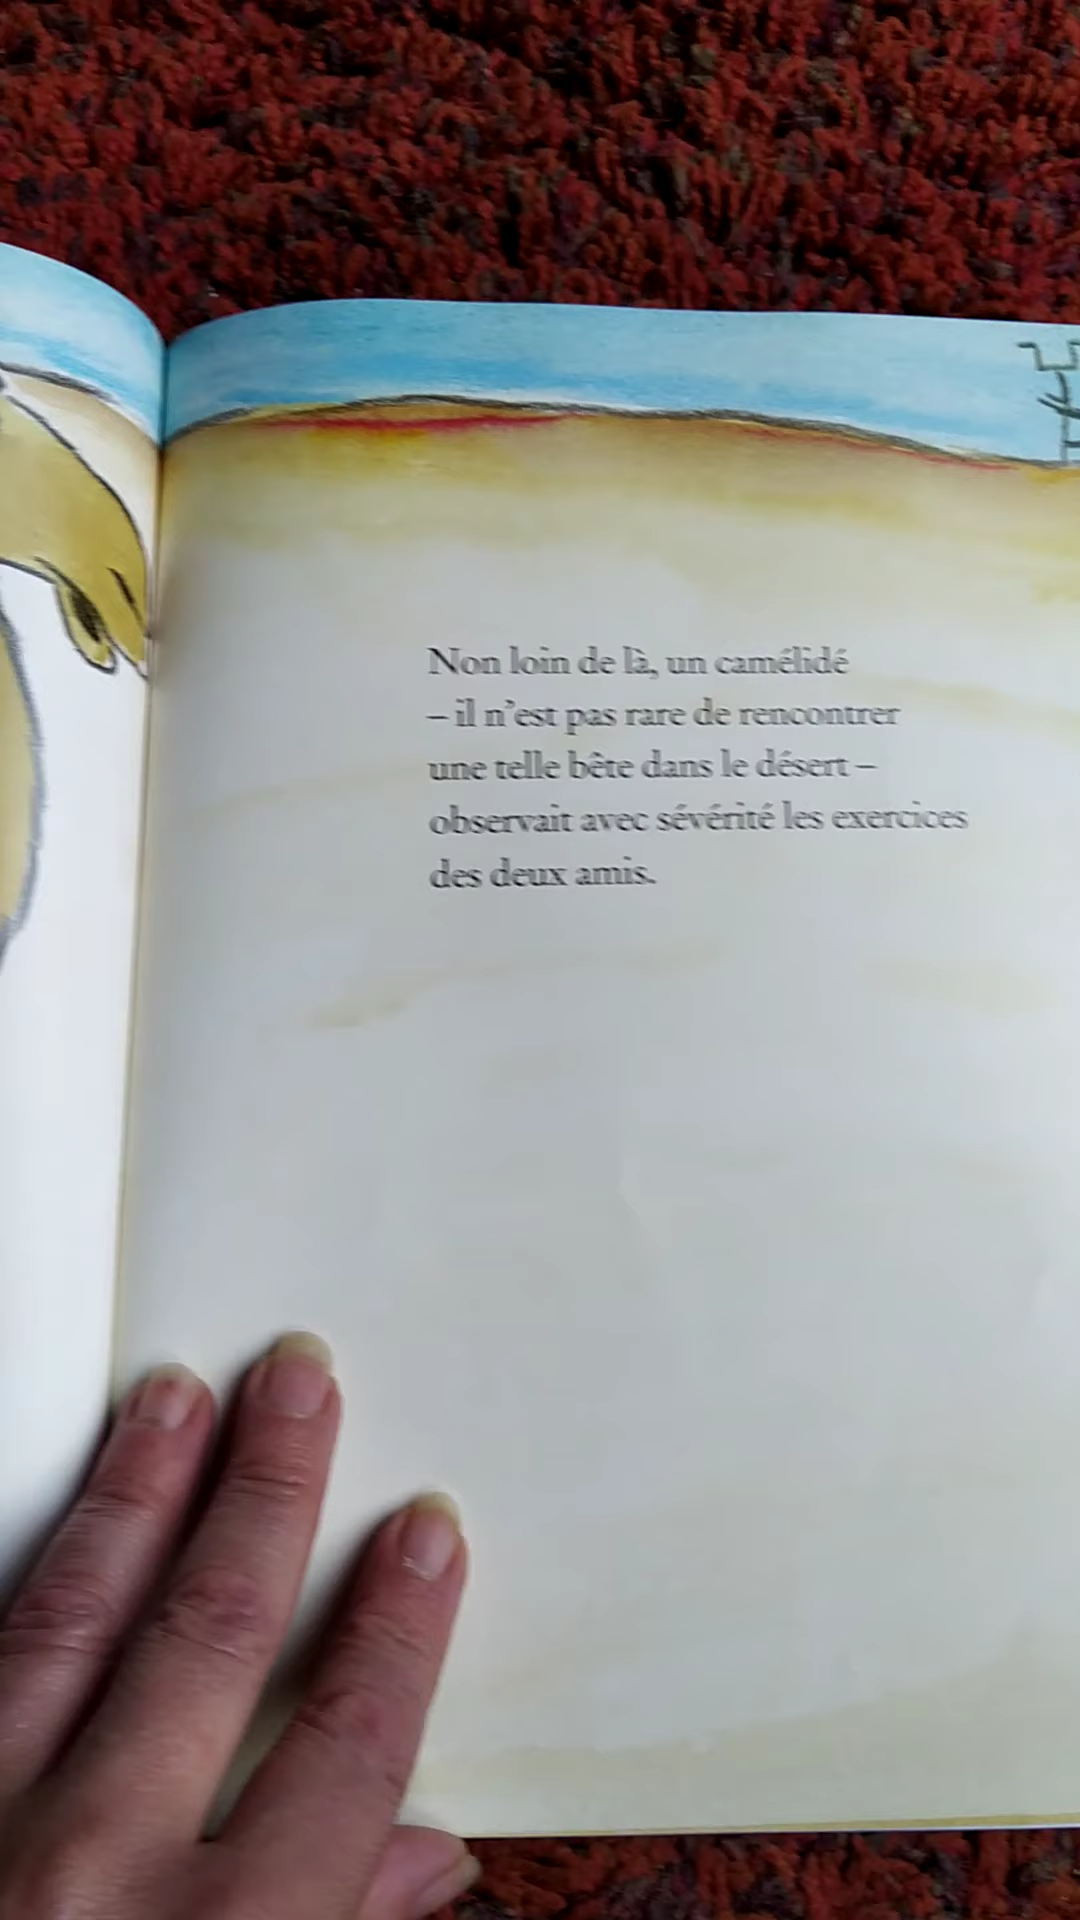 Non loin de là, un camélidé
– il n'est pas rare de rencontrer
une telle bête dans le désert –
observait avec sévérité les exercices
des deux amis.